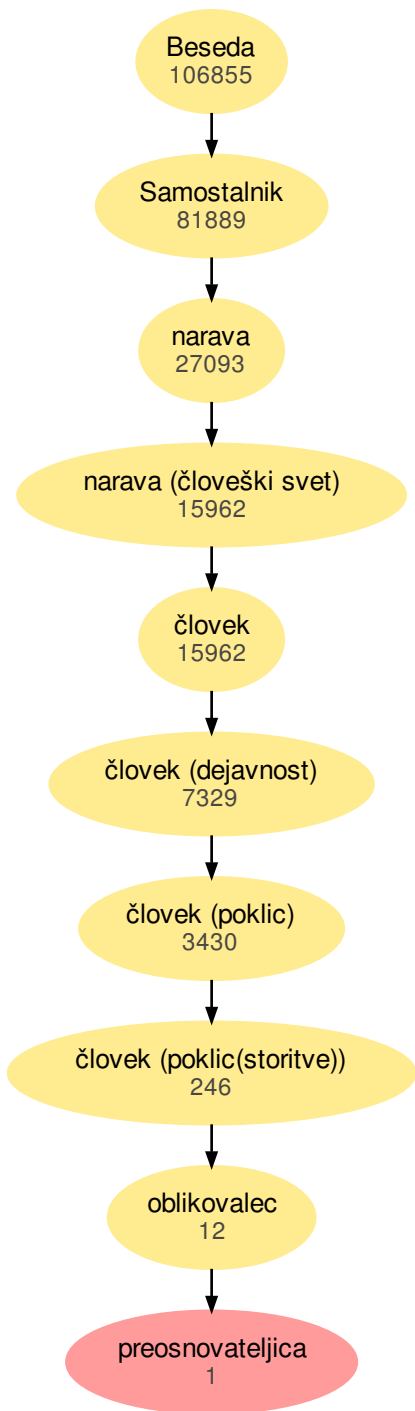 Beseda
106855
Samostalnik
81889
narava
27093
narava (človeški svet)
15962
človek
15962
človek (dejavnost)
7329
človek (poklic)
3430
človek (poklic(storitve))
246
oblikovalec
12
preosnovateljica
1